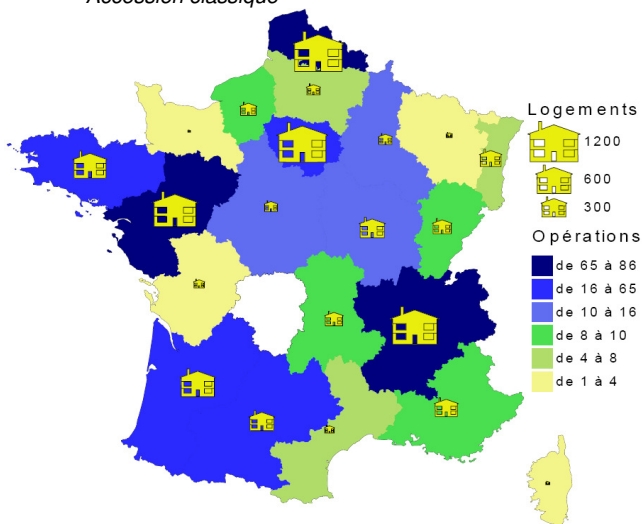 Accession classique
Logements
1200
600
300
Opérations
de 65 à 86
de 16 à 65
de 10 à 16
de 8 à 10
de 4 à 8
de 1 à 4